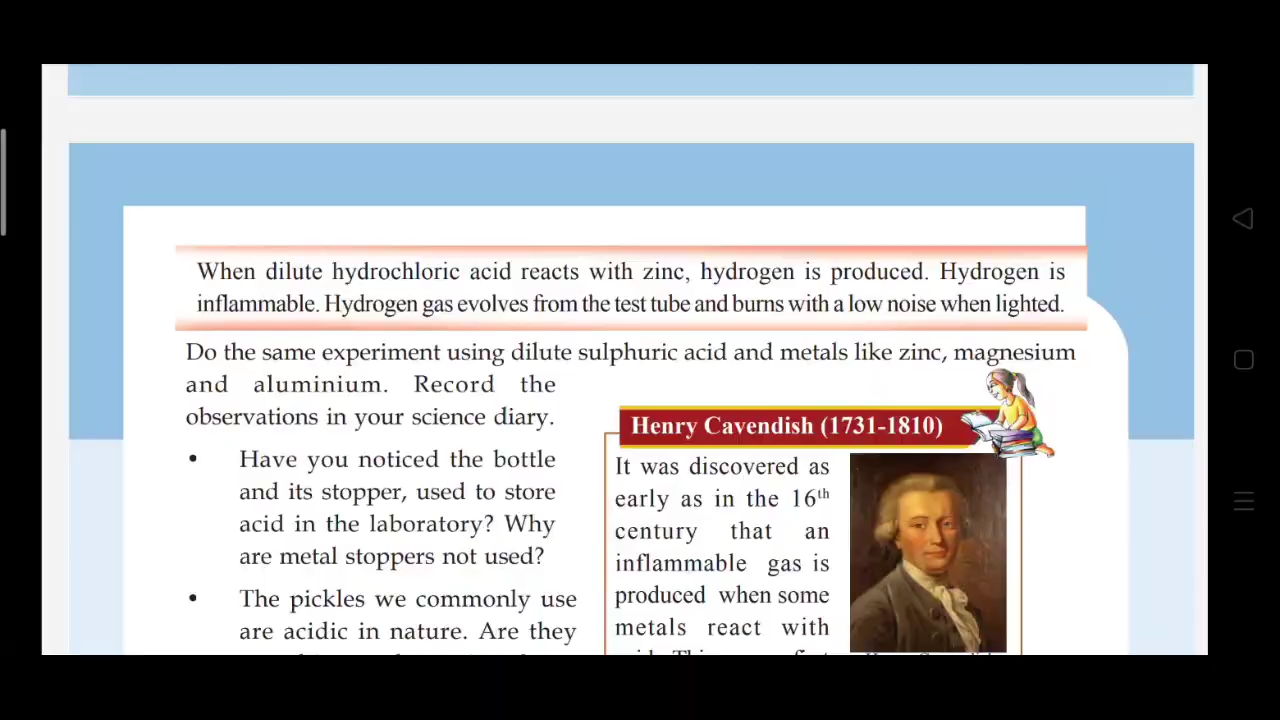 When dilute hydrochloric acid reacts with zinc, hydrogen is produced. Hydrogen is
inflammable. Hydrogen gas evolves from the test tube and burns with a low noise when lighted.
Do the same experiment using dilute sulphuric acid and metals like zinc, magnesium
and aluminium. Record the
observations in your science diary.
• Have you noticed the bottle
and its stopper, used to store
acid in the laboratory? Why
are metal stoppers not used?
• The pickles we commonly use
are acidic in nature. Are they
Henry Cavendish (1731-1810)
It was discovered as
early as in the 16th
century that an
inflammable gas is
produced when some
metals react with